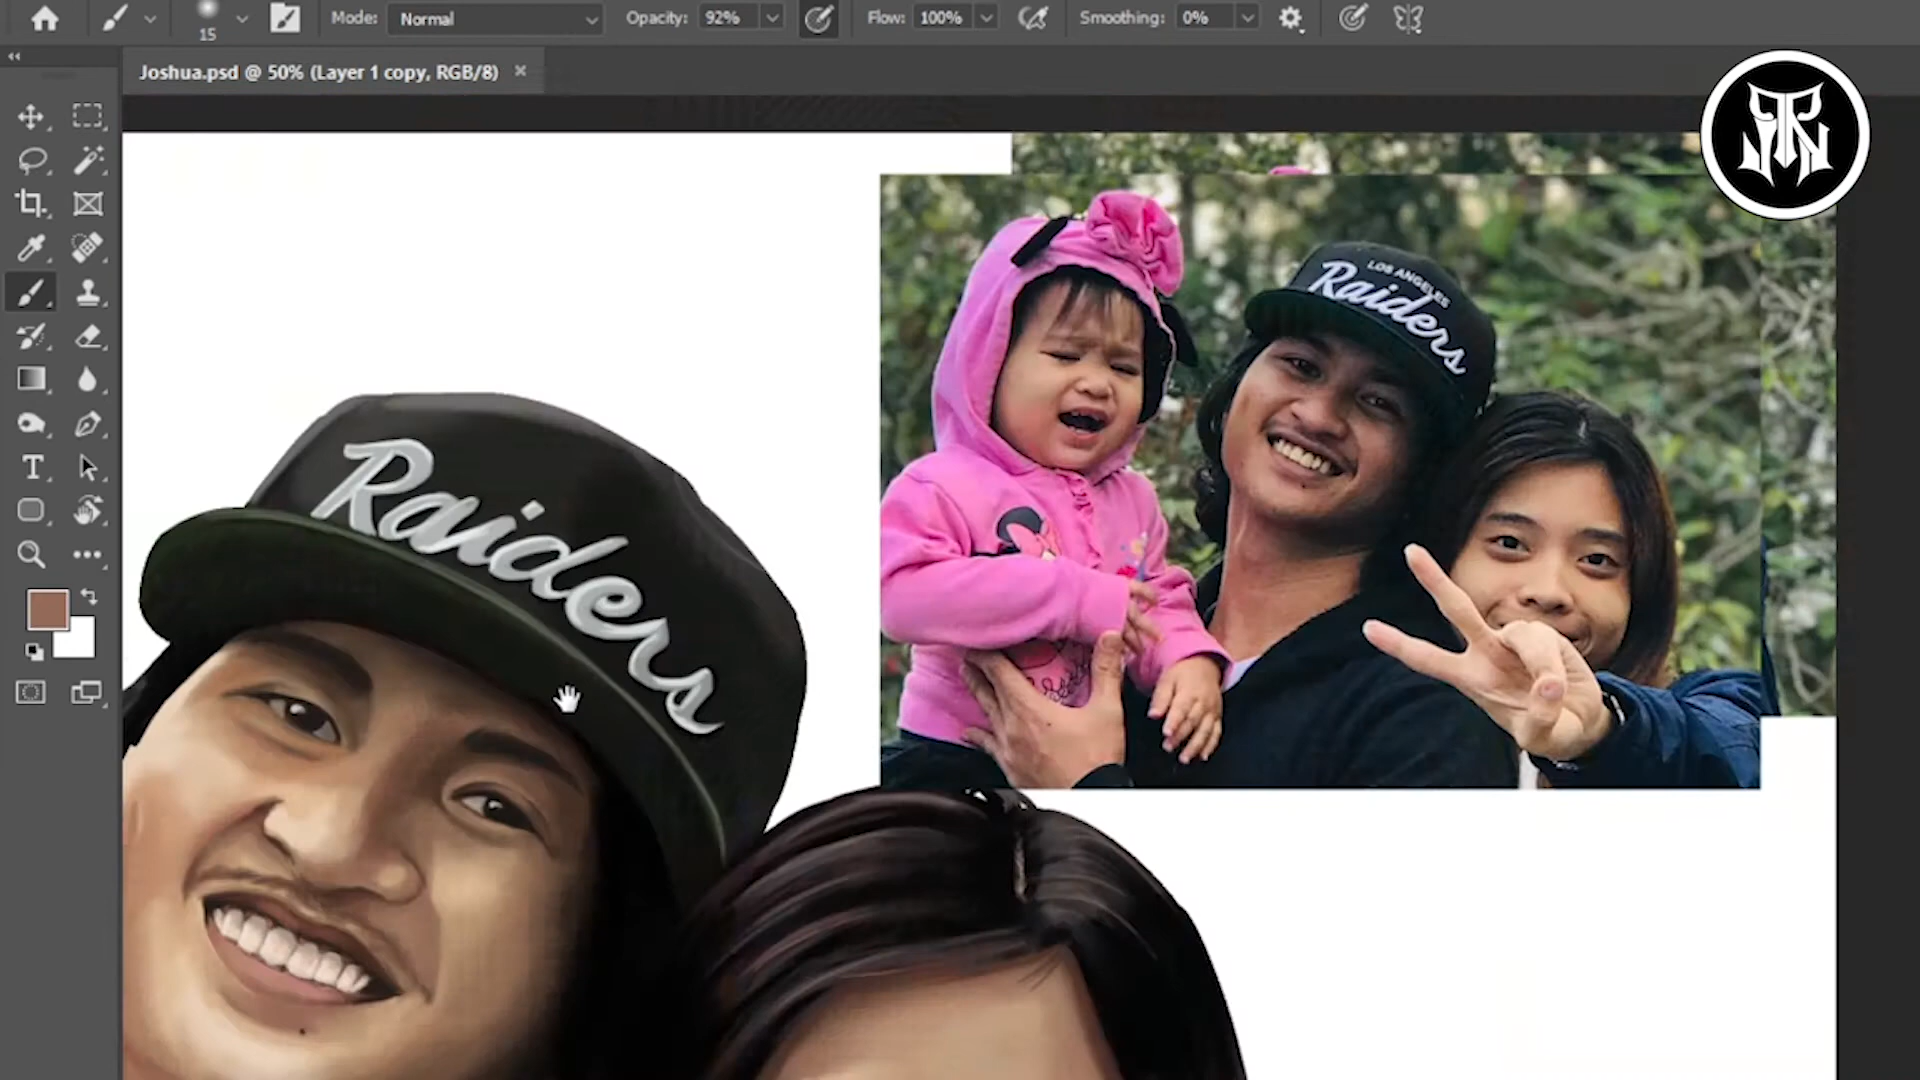 Mode: Normal Opacity: 92% Flow: 100% Smoothing: 0%
15
Joshua.psd @ 50% (Layer 1 copy, RGB/8) ×
LOS ANGELES
Raiders
Raiders